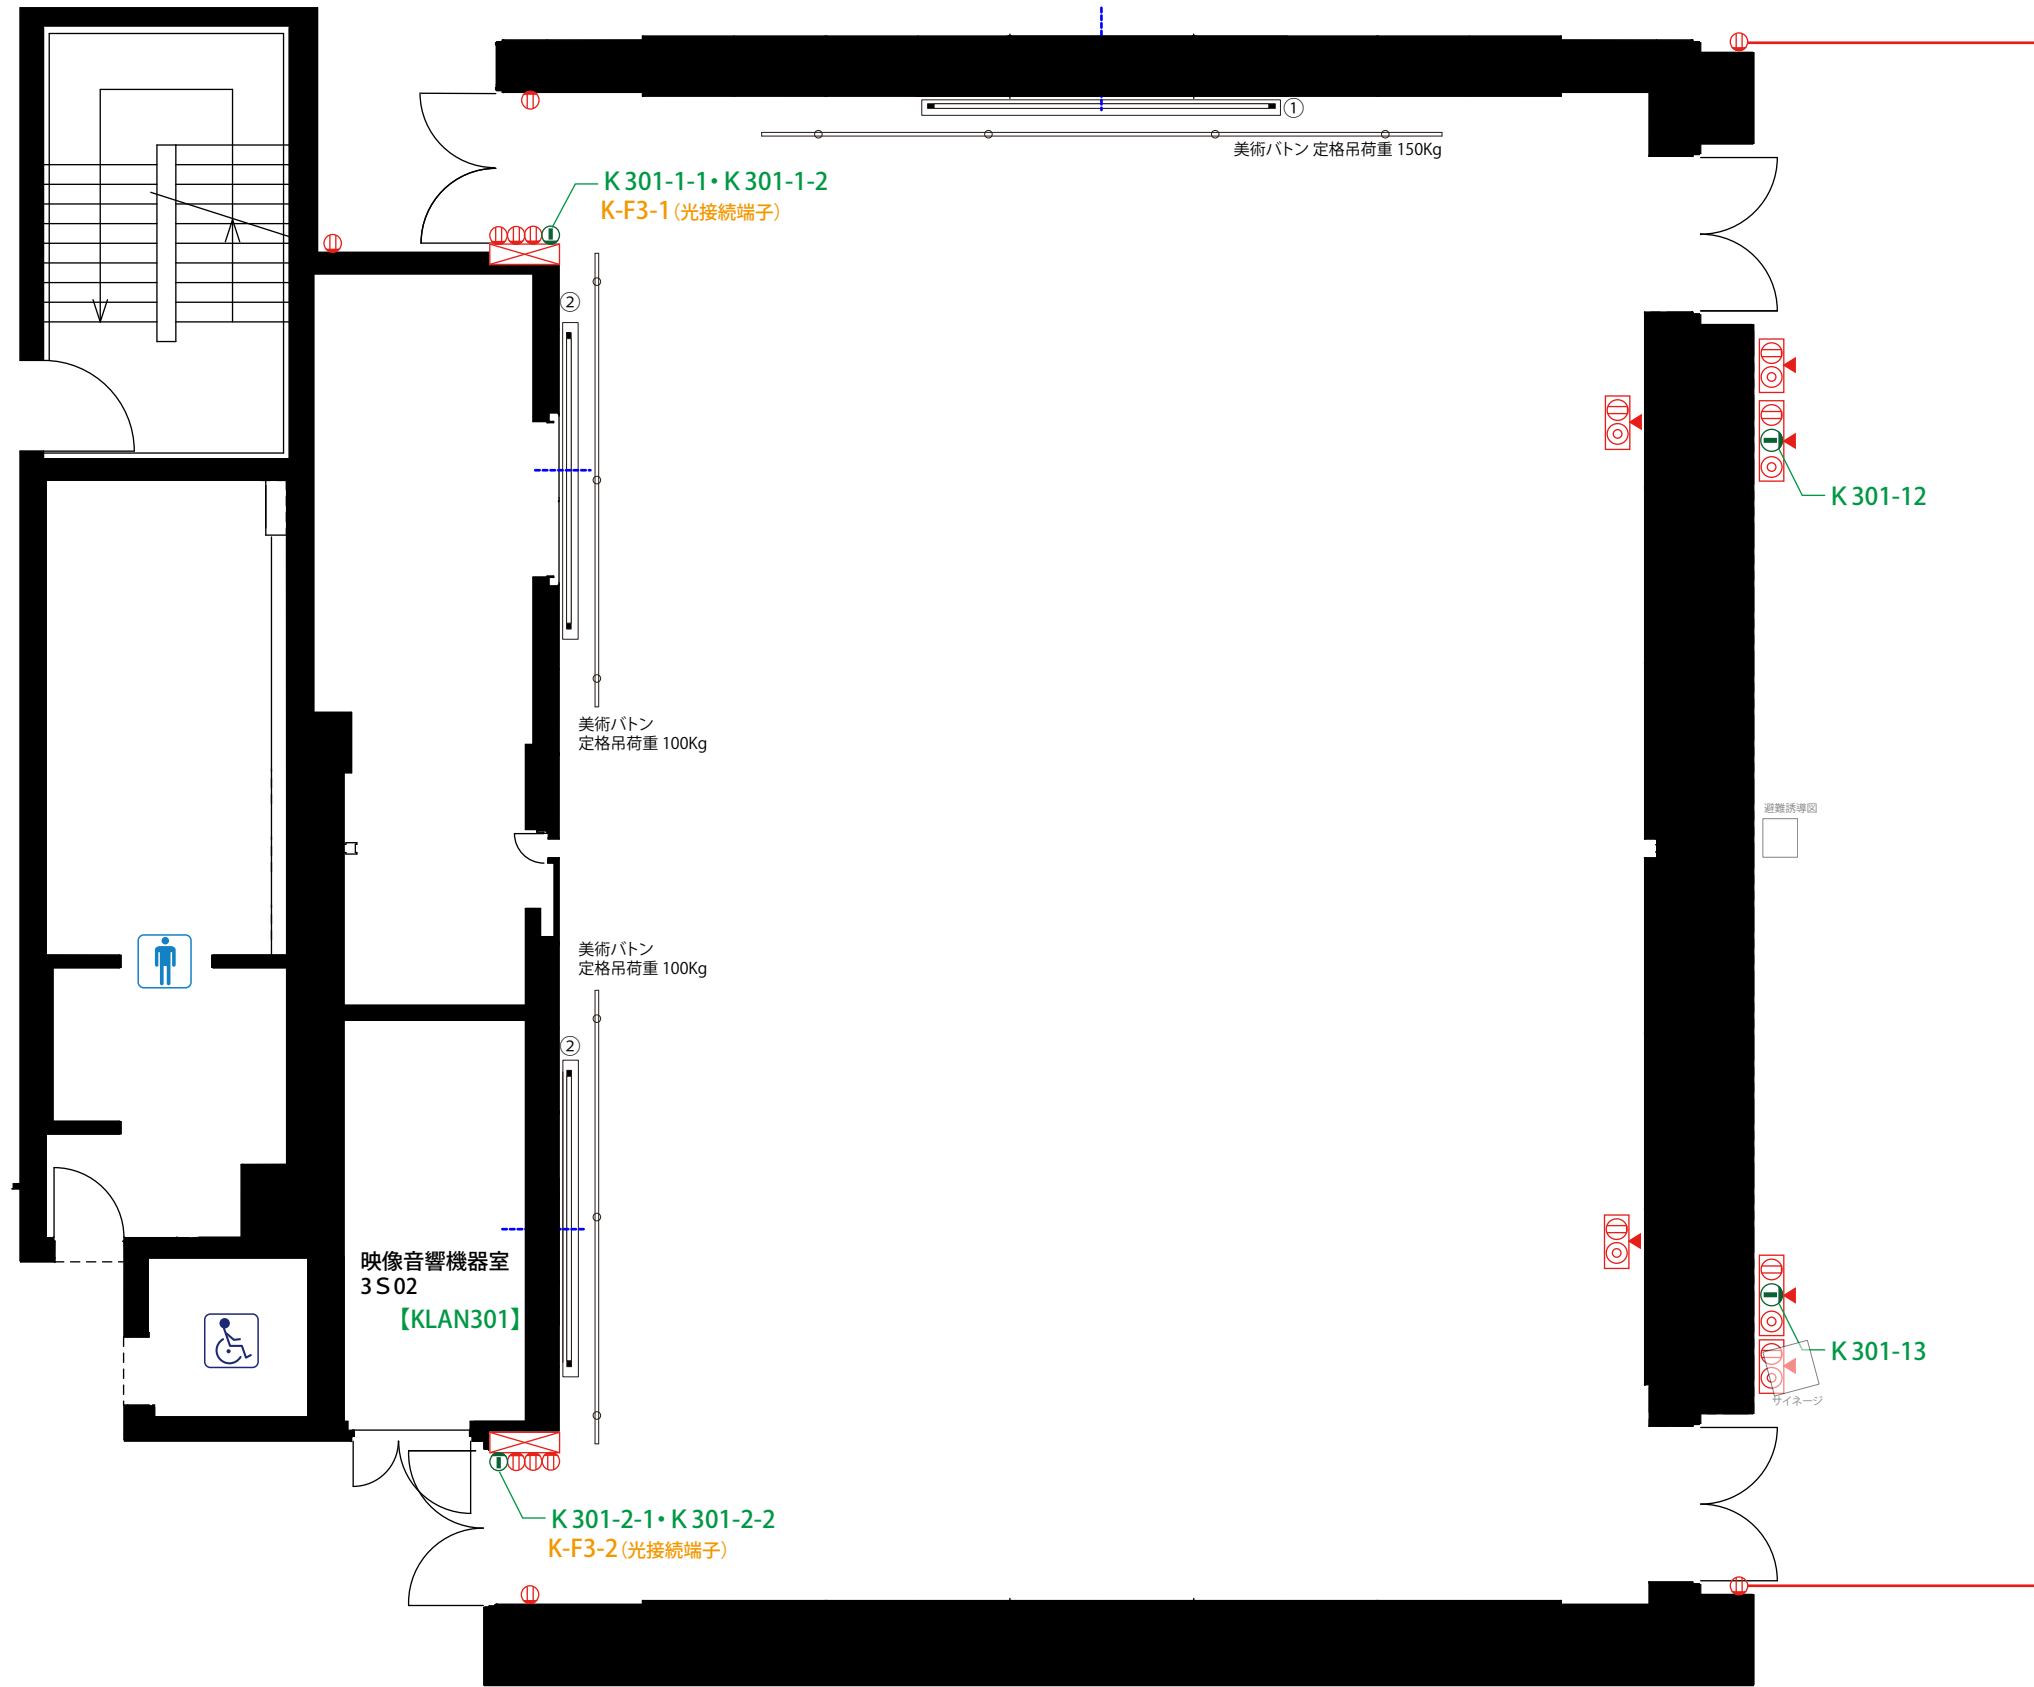 ①
美術バトン 定格吊荷重 150Kg
K 301-1-1・K 301-1-2
K-F3-1（光接続端子）
②
K 301-12
美術バトン
定格吊荷重 100Kg
避難誘導図
美術バトン
定格吊荷重 100Kg
②
映像音響機器室
3 S 02
【KLAN301】
K 301-13
サイネージ
K 301-2-1・K 301-2-2
K-F3-2（光接続端子）